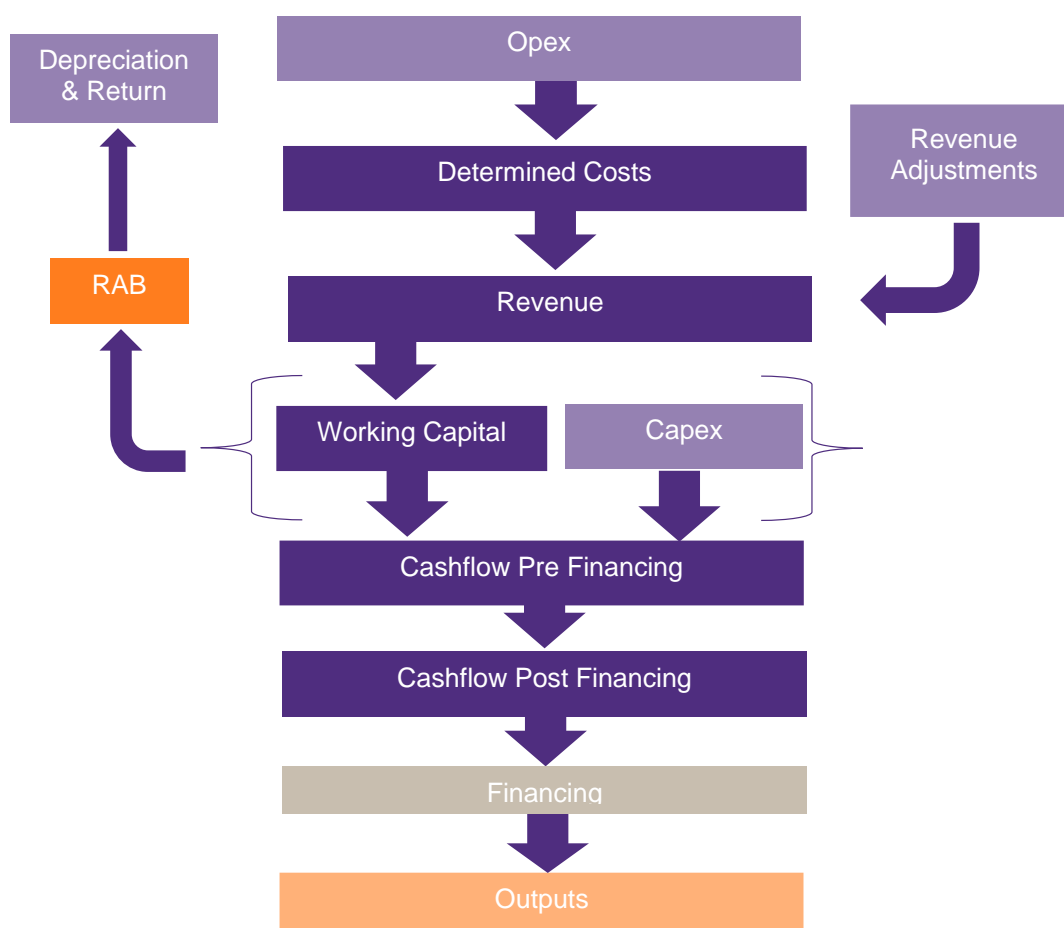 Opex
Depreciation
& Return
Revenue
Adjustments
Determined Costs
RAB
Revenue
Working Capital
Capex
Cashflow Pre Financing
Cashflow Post Financing
Financing
Outputs